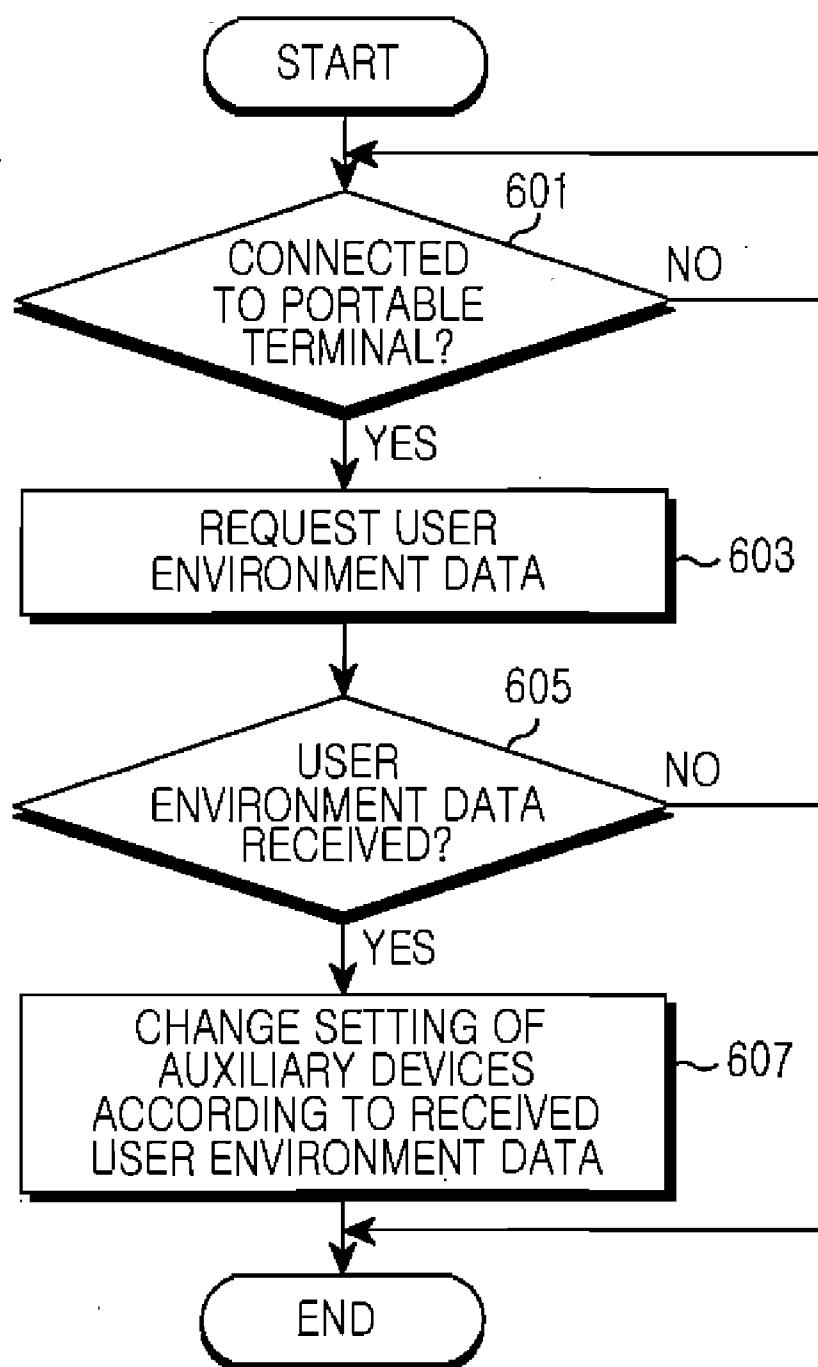 START
601
CONNECTED
TO PORTABLE
TERMINAL?
NO
YES
REQUEST USER
ENVIRONMENT DATA
603
605
USER
ENVIRONMENT DATA
RECEIVED?
NO
YES
CHANGE SETTING OF
AUXILIARY DEVICES
ACCORDING TO RECEIVED
USER ENVIRONMENT DATA
607
END